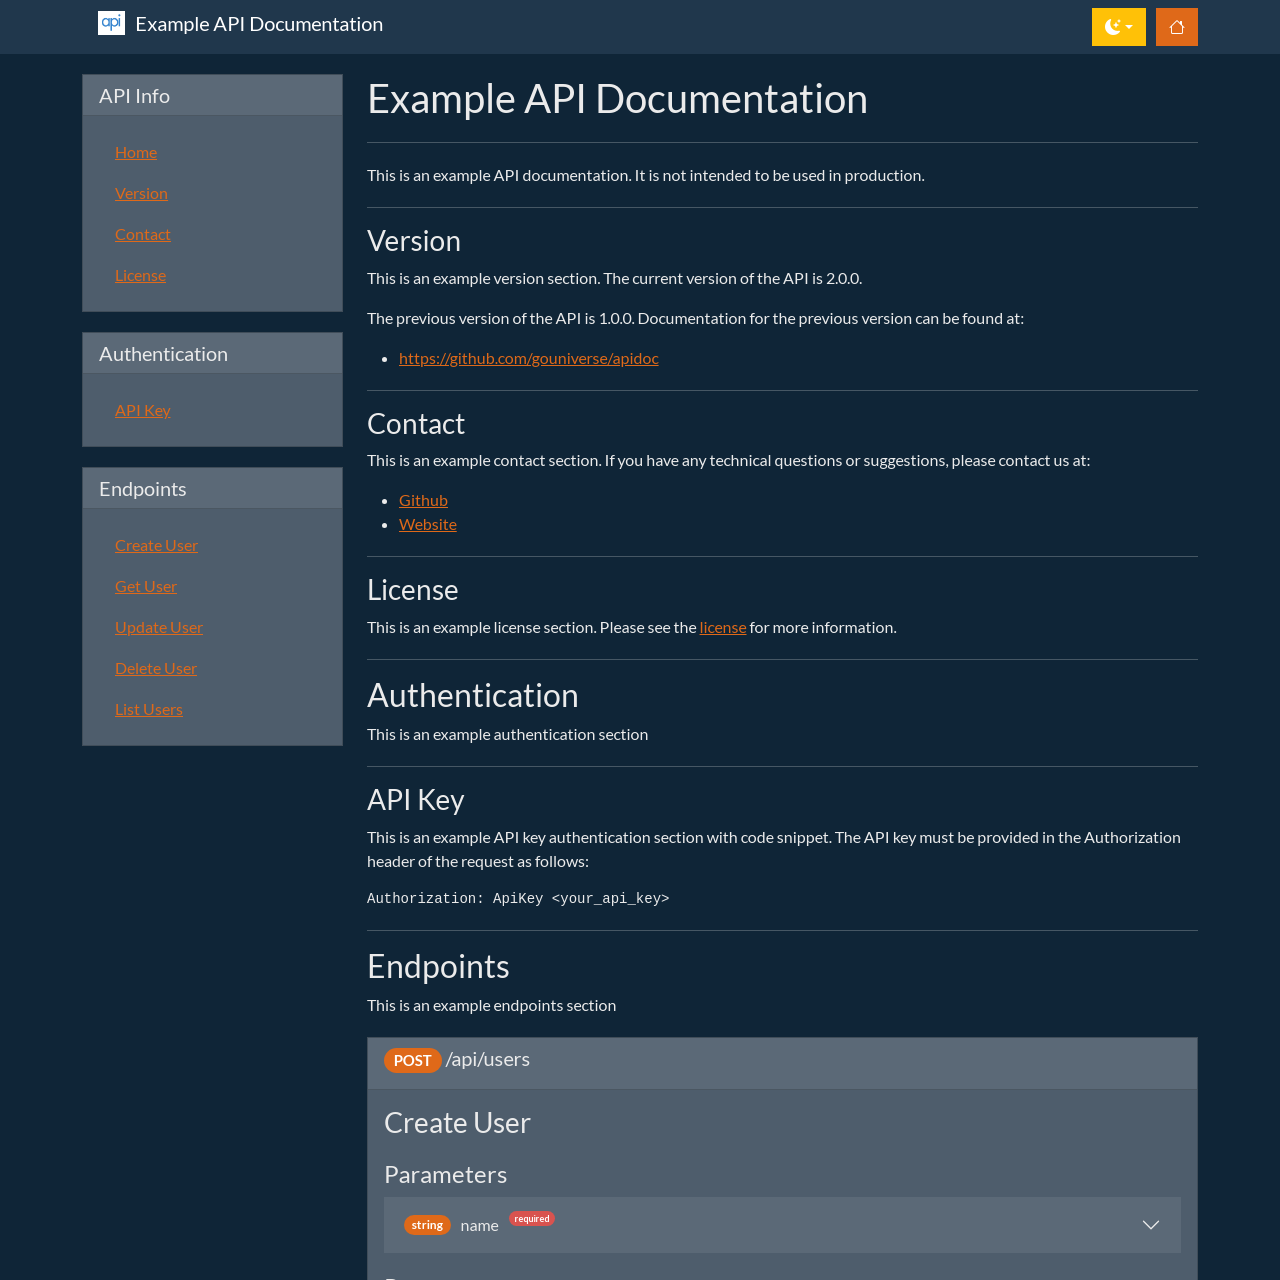 api Example API Documentation
API Info
Home
Version
Contact
License
Authentication
API Key
Endpoints
Create User
Get User
Update User
Delete User
List Users
Example API Documentation
This is an example API documentation. It is not intended to be used in production.
Version
This is an example version section. The current version of the API is 2.0.0.
The previous version of the API is 1.0.0. Documentation for the previous version can be found at:
https://github.com/gouniverse/apidoc
Contact
This is an example contact section. If you have any technical questions or suggestions, please contact us at:
Github
Website
License
This is an example license section. Please see the license for more information.
Authentication
This is an example authentication section
API Key
This is an example API key authentication section with code snippet. The API key must be provided in the Authorization
header of the request as follows:
Authorization: ApiKey <your_api_key>
Endpoints
This is an example endpoints section
POST /api/users
Create User
Parameters
string name required